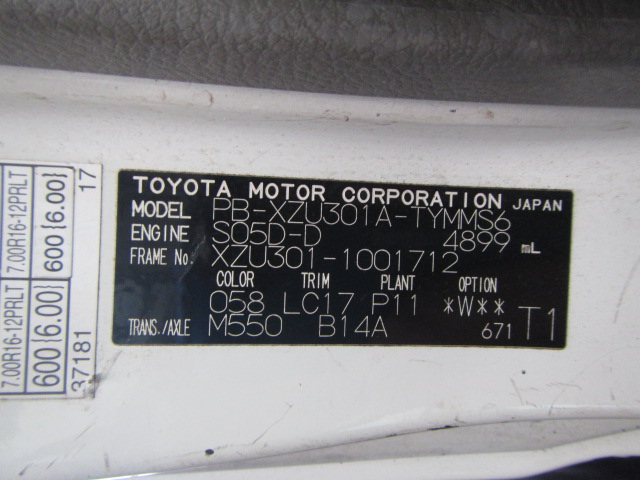 TOYOTA MOTOR CORPORATION JAPAN
MODEL PB-XZU301A-TYMMS6
ENGINE S05D-D 4899 mL
FRAME No. XZU301-1001712
COLOR TRIM PLANT OPTION
058 LC17 P11 *W**
TRANS./AXLE M550 B14A 671 T1
7.00R16-12PRLT 7.00R16-12PRLT
600{6.00} 600{6.00}
37181 17